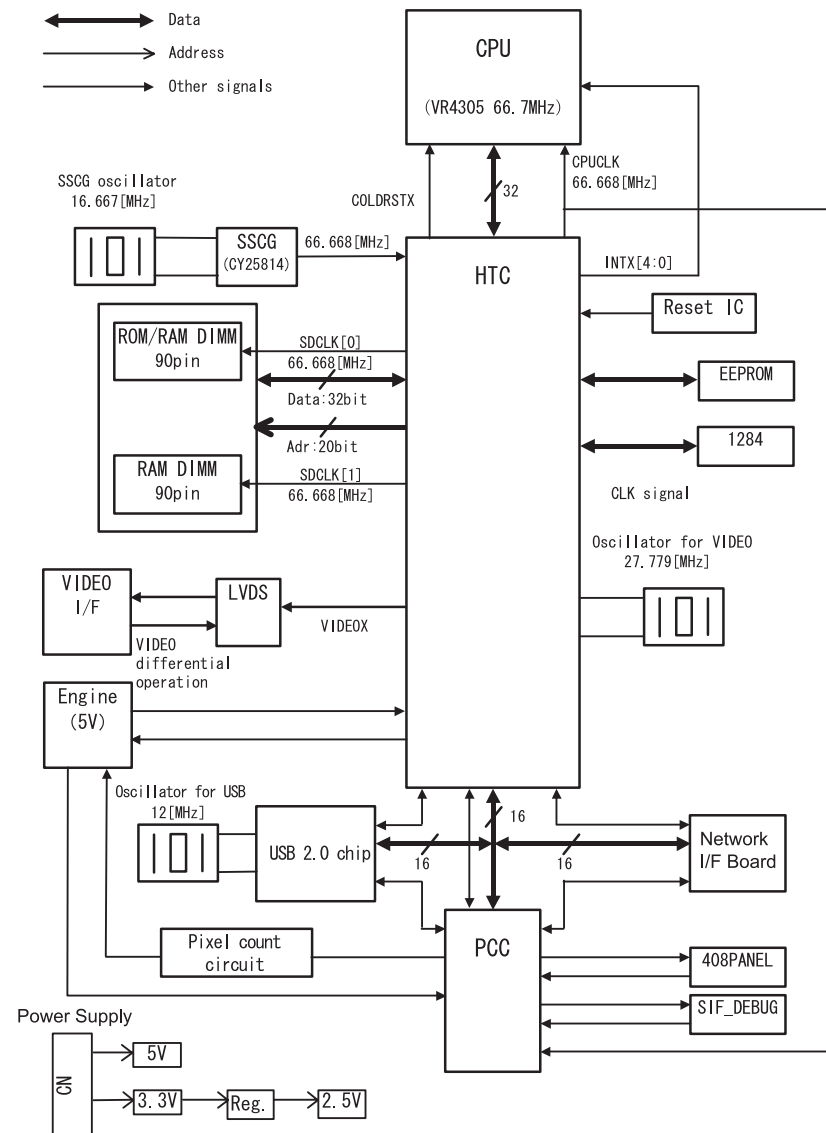 Data
Address
Other signals
CPU
(VR4305 66.7MHz)
SSCG oscillator
16.667[MHz]
COLDRSTX
32
CPUCLK
66.668[MHz]
SSCG
(CY25814)
66.668[MHz]
HTC
INTX[4:0]
Reset IC
ROM/RAM DIMM
90pin
SDCLK[0]
66.668[MHz]
Data:32bit
Adr:20bit
EEPROM
1284
RAM DIMM
90pin
SDCLK[1]
66.668[MHz]
CLK signal
Oscillator for VIDEO
27.779[MHz]
VIDEO
I/F
LVDS
VIDEOX
VIDEO
differential
operation
Engine
(5V)
Oscillator for USB
12[MHz]
USB 2.0 chip
16
16
16
Network
I/F Board
Pixel count
circuit
PCC
408PANEL
SIF_DEBUG
Power Supply
CN
5V
3.3V
Reg.
2.5V